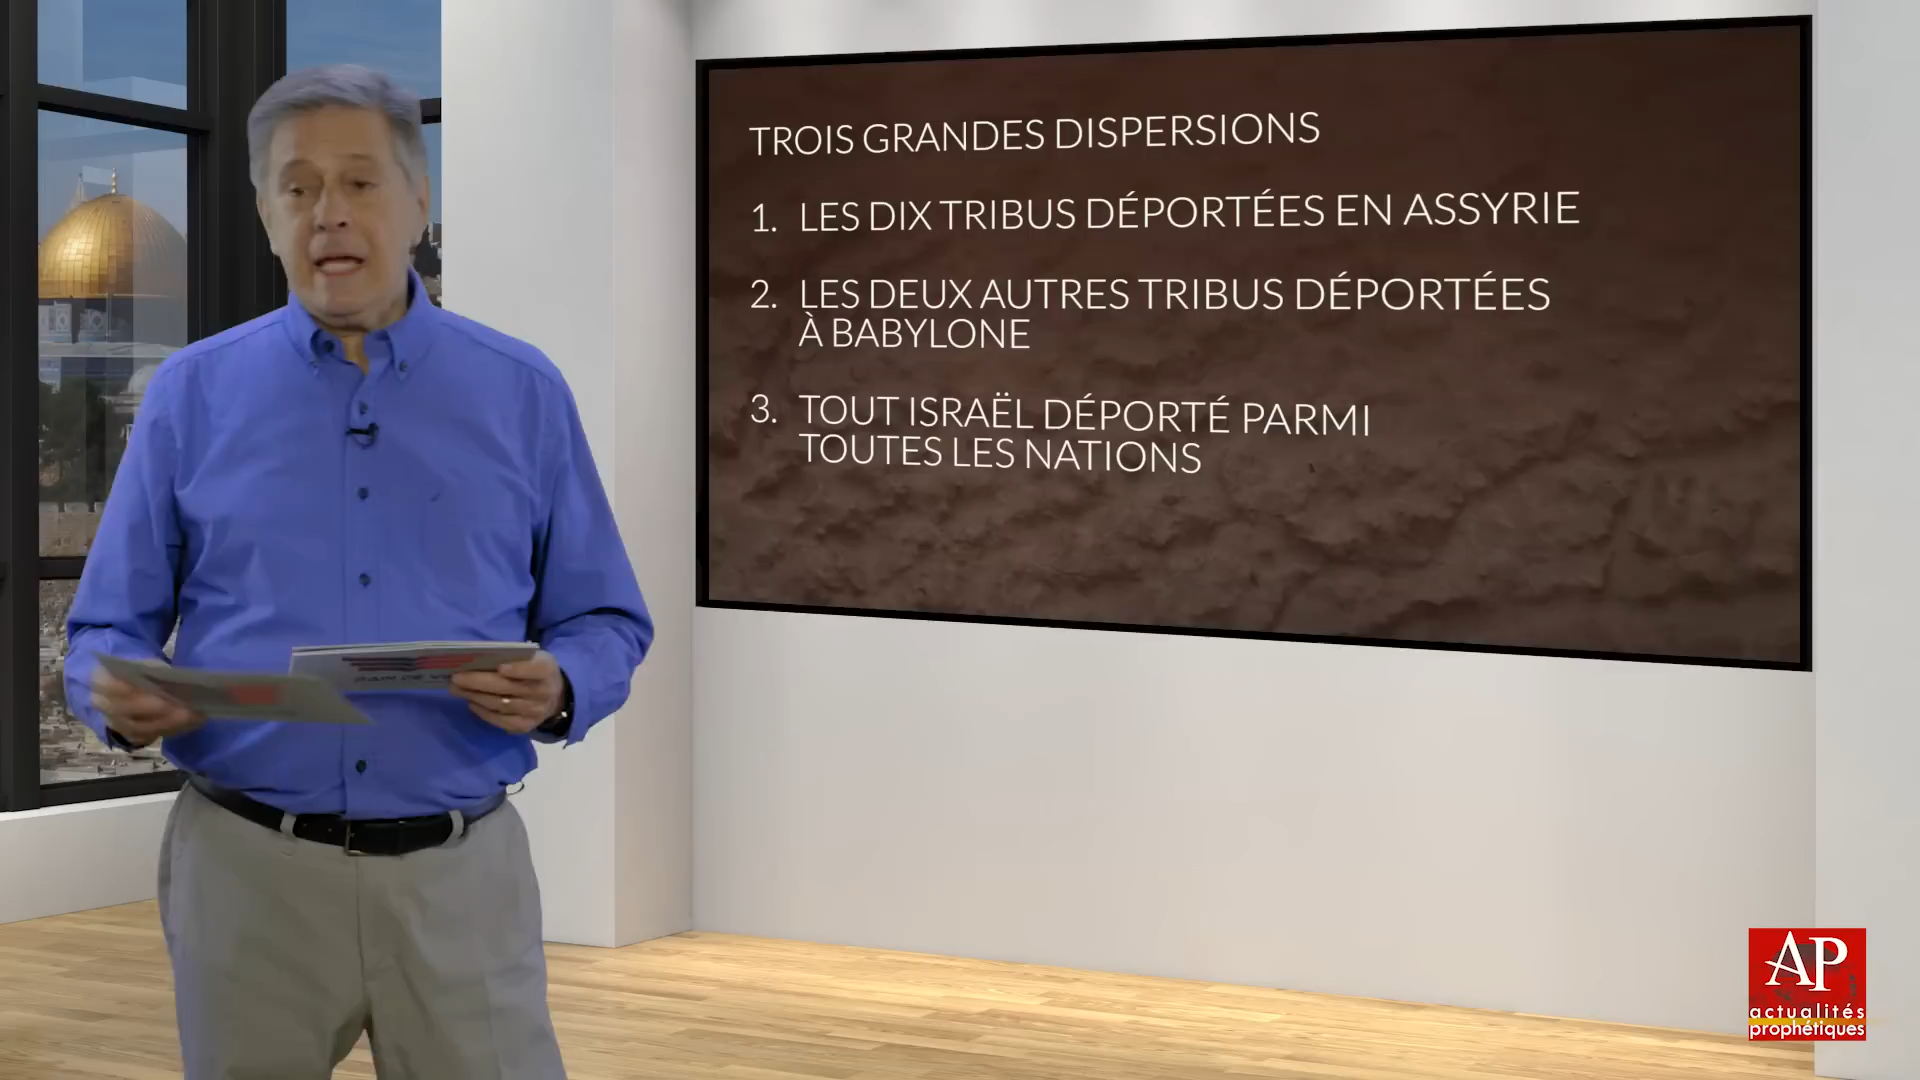 TROIS GRANDES DISPERSIONS
1. LES DIX TRIBUS DÉPORTÉES EN ASSYRIE
2. LES DEUX AUTRES TRIBUS DÉPORTÉES
À BABYLONE
3. TOUT ISRAËL DÉPORTÉ PARMI
TOUTES LES NATIONS
AP
actualités
prophétiques